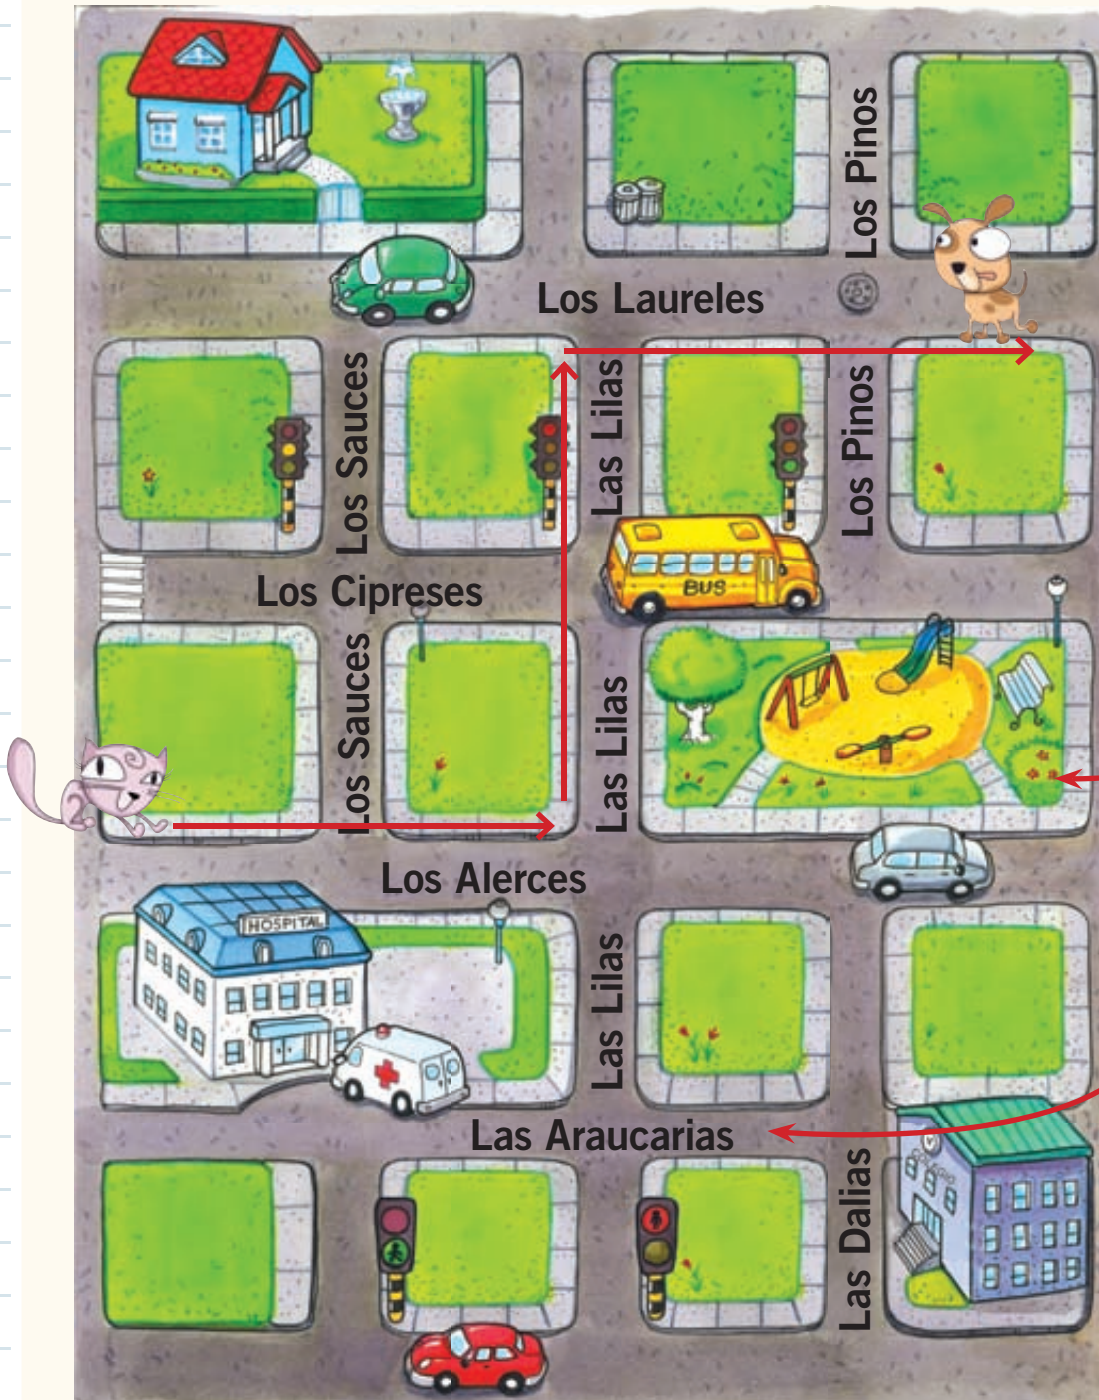 Los Pinos
Los Laureles
Los Sauces
Las Lilas
Los Pinos
BUS
Los Cipreses
Los Sauces
Las Lilas
Los Alerces
HOSPITAL
Las Lilas
Las Araucarias
Las Dalias